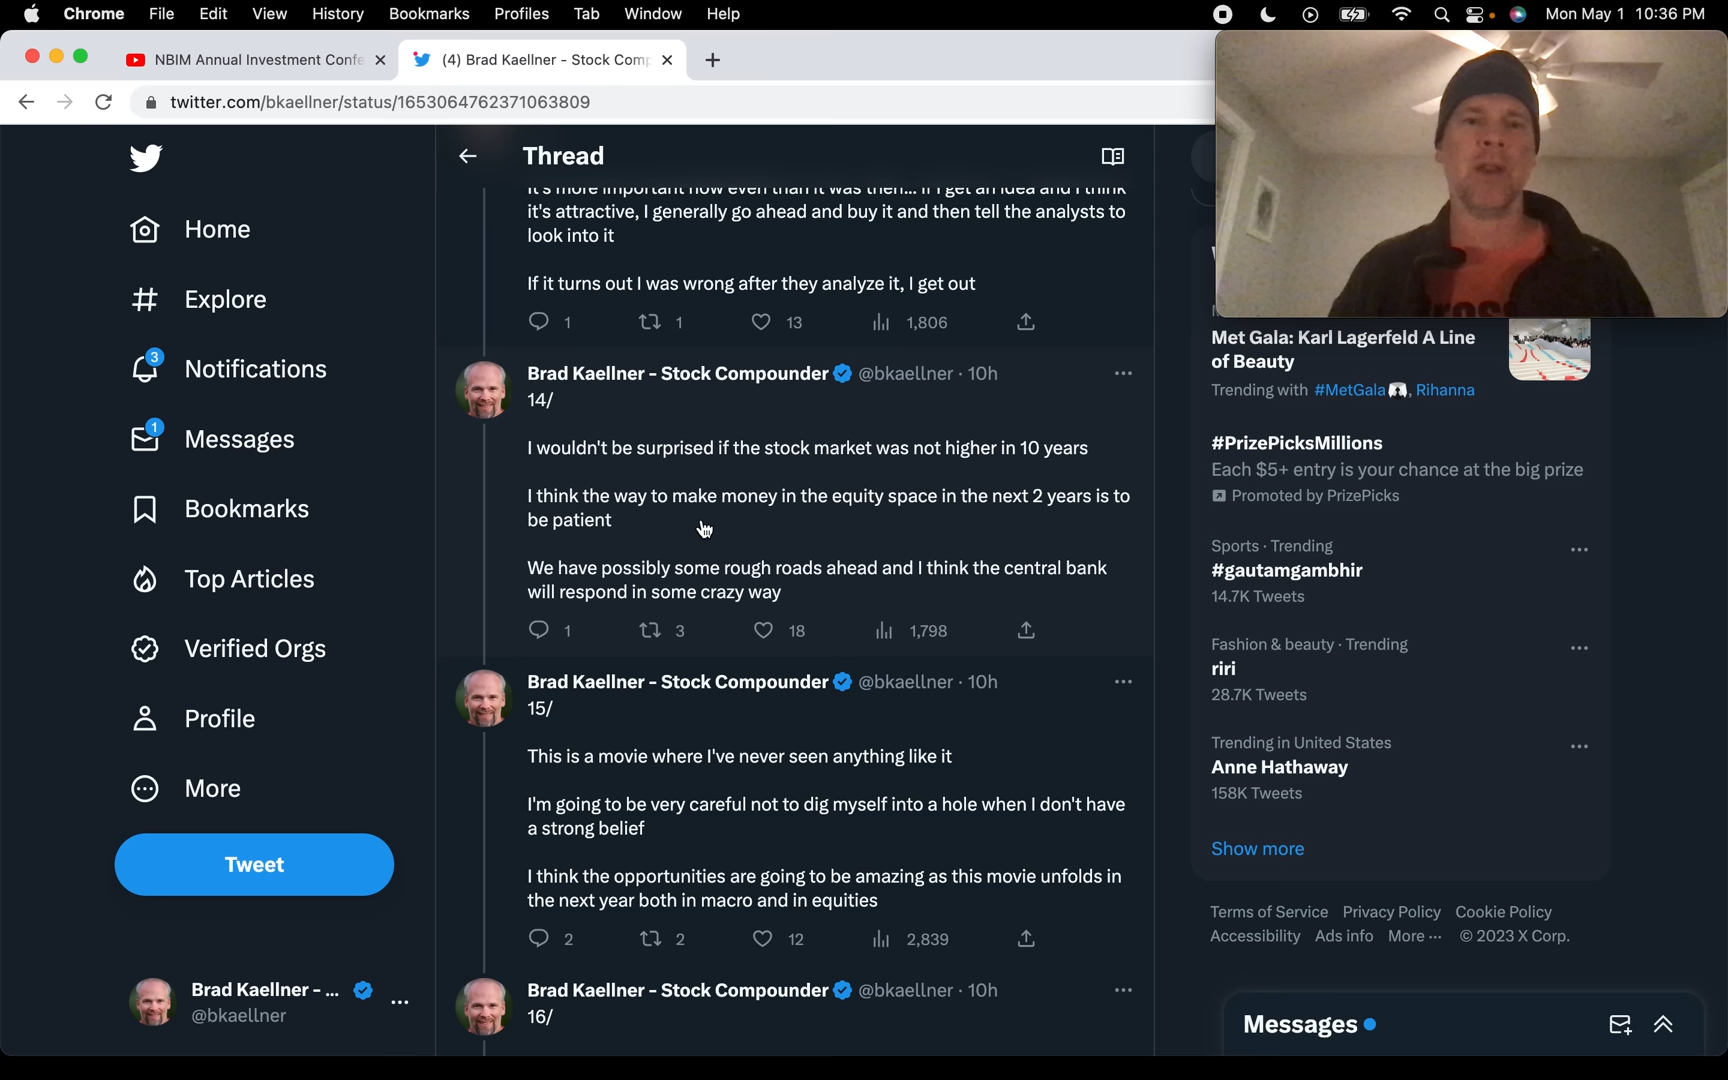 Chrome File Edit View History Bookmarks Profiles Tab Window Help
Mon May 1 10:36 PM
NBIM Annual Investment Confe
(4) Brad Kaellner - Stock Comp
twitter.com/bkaellner/status/1653064762371063809
Thread
it's attractive, I generally go ahead and buy it and then tell the analysts to
look into it
If it turns out I was wrong after they analyze it, I get out
1 1 13 1,806
Brad Kaellner - Stock Compounder @bkaellner · 10h
14/
I wouldn't be surprised if the stock market was not higher in 10 years
I think the way to make money in the equity space in the next 2 years is to
be patient
We have possibly some rough roads ahead and I think the central bank
will respond in some crazy way
1 3 18 1,798
Brad Kaellner - Stock Compounder @bkaellner · 10h
15/
This is a movie where I've never seen anything like it
I'm going to be very careful not to dig myself into a hole when I don't have
a strong belief
I think the opportunities are going to be amazing as this movie unfolds in
the next year both in macro and in equities
2 2 12 2,839
Brad Kaellner - Stock Compounder @bkaellner · 10h
16/
Home
Explore
3
Notifications
1
Messages
Bookmarks
Top Articles
Verified Orgs
Profile
More
Tweet
Brad Kaellner - ...
@bkaellner
Met Gala: Karl Lagerfeld A Line
of Beauty
Trending with #MetGala, Rihanna
#PrizePicksMillions
Each $5+ entry is your chance at the big prize
Promoted by PrizePicks
Sports · Trending
#gautamgambhir
14.7K Tweets
Fashion & beauty · Trending
riri
28.7K Tweets
Trending in United States
Anne Hathaway
158K Tweets
Show more
Terms of Service Privacy Policy Cookie Policy
Accessibility Ads info More ··· © 2023 X Corp.
Messages